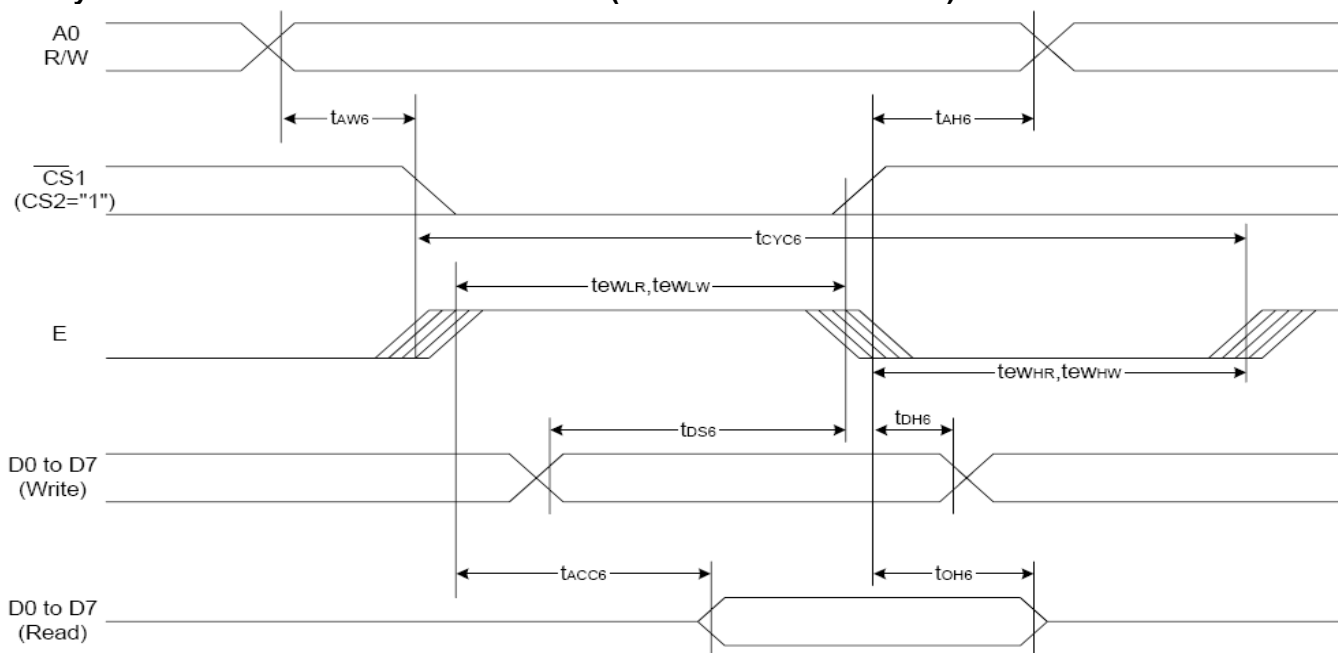 A0
R/W
tAW6
tAH6
CS1
(CS2="1")
tCYC6
tewLR,tewLW
E
tewHR,tewHW
tDS6
tDH6
D0 to D7
(Write)
tACC6
tOH6
D0 to D7
(Read)